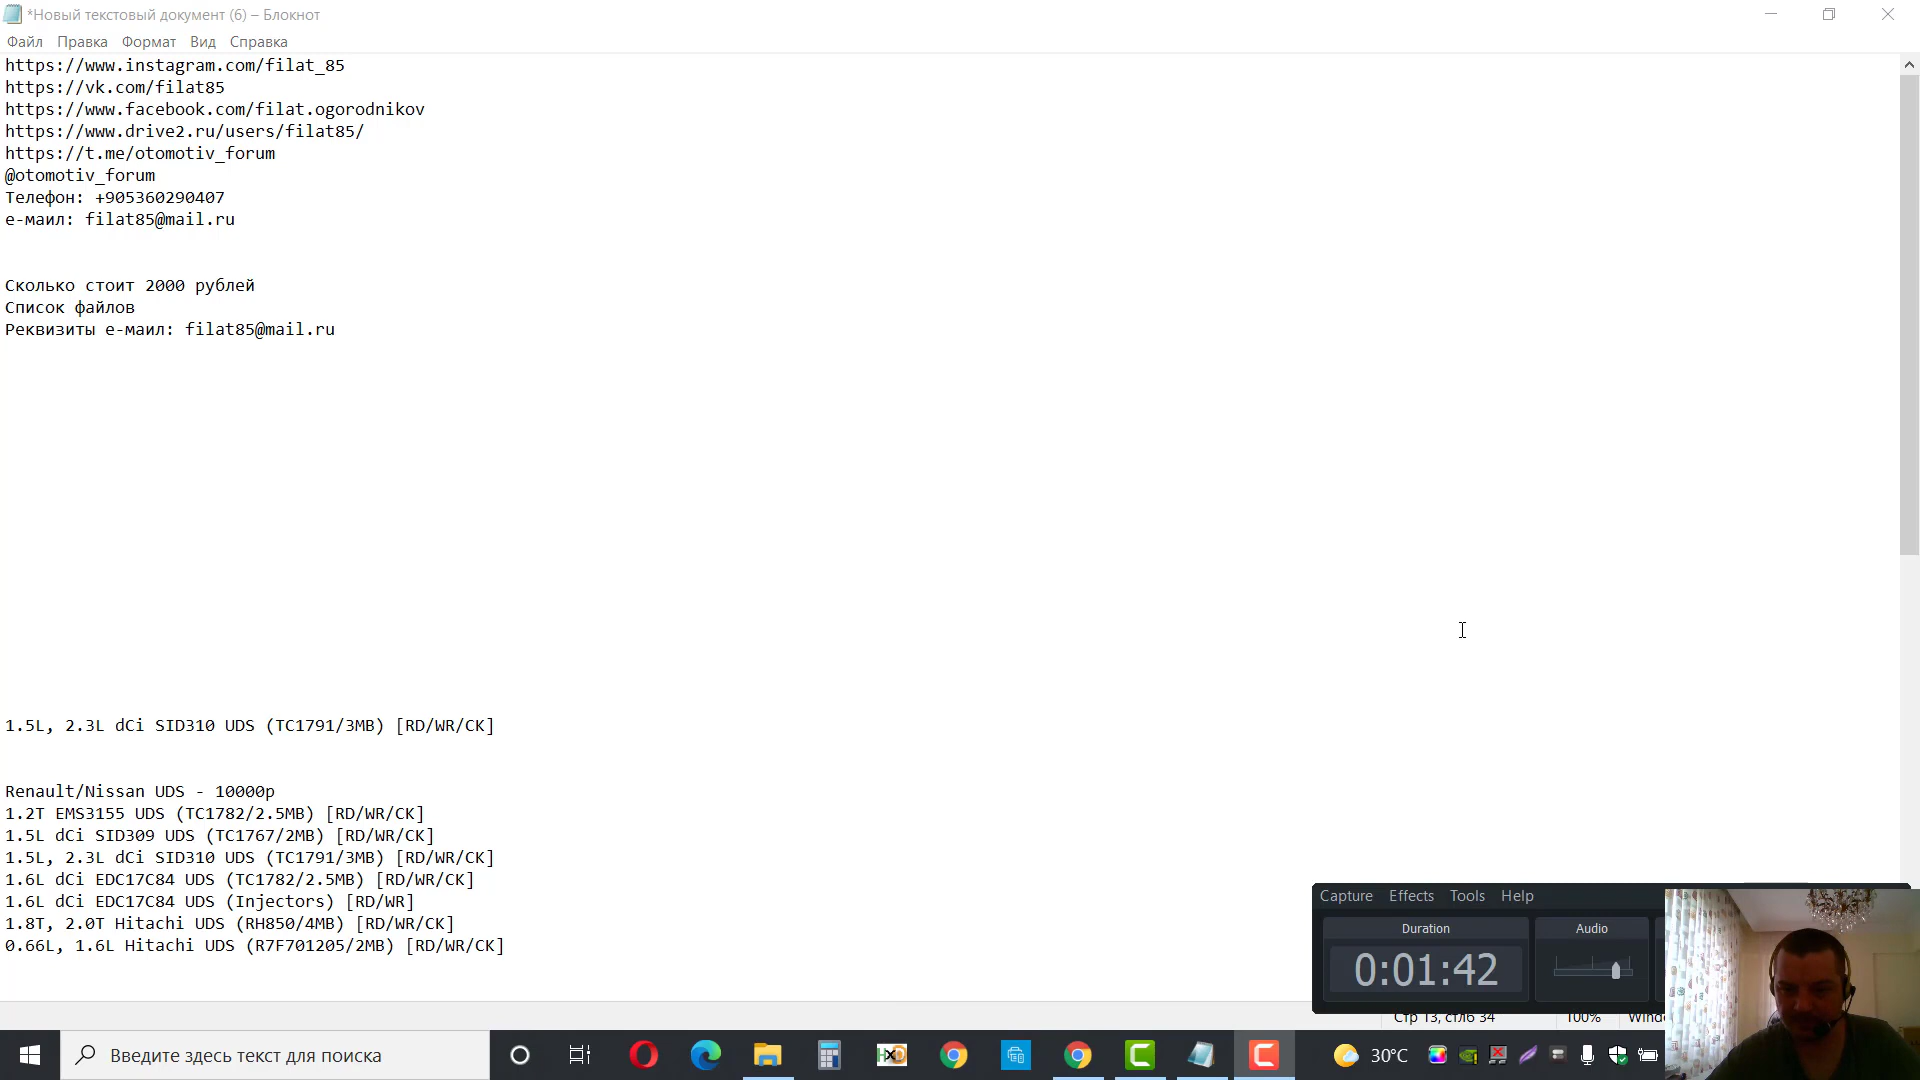 *Новый текстовый документ (6) – Блокнот
Файл Правка Формат Вид Справка
https://www.instagram.com/filat_85
https://vk.com/filat85
https://www.facebook.com/filat.ogorodnikov
https://www.drive2.ru/users/filat85/
https://t.me/otomotiv_forum
@otomotiv_forum
Телефон: +905360290407
е-маил: filat85@mail.ru
Сколько стоит 2000 рублей
Список файлов
Реквизиты е-маил: filat85@mail.ru
1.5L, 2.3L dCi SID310 UDS (TC1791/3MB) [RD/WR/CK]
Renault/Nissan UDS - 10000р
1.2T EMS3155 UDS (TC1782/2.5MB) [RD/WR/CK]
1.5L dCi SID309 UDS (TC1767/2MB) [RD/WR/CK]
1.5L, 2.3L dCi SID310 UDS (TC1791/3MB) [RD/WR/CK]
1.6L dCi EDC17C84 UDS (TC1782/2.5MB) [RD/WR/CK]
1.6L dCi EDC17C84 UDS (Injectors) [RD/WR]
1.8T, 2.0T Hitachi UDS (RH850/4MB) [RD/WR/CK]
0.66L, 1.6L Hitachi UDS (R7F701205/2MB) [RD/WR/CK]
Capture Effects Tools Help
Duration Audio
0:01:42
Стр 13, стлб 34 100% Windo
Введите здесь текст для поиска
HXD
30°C